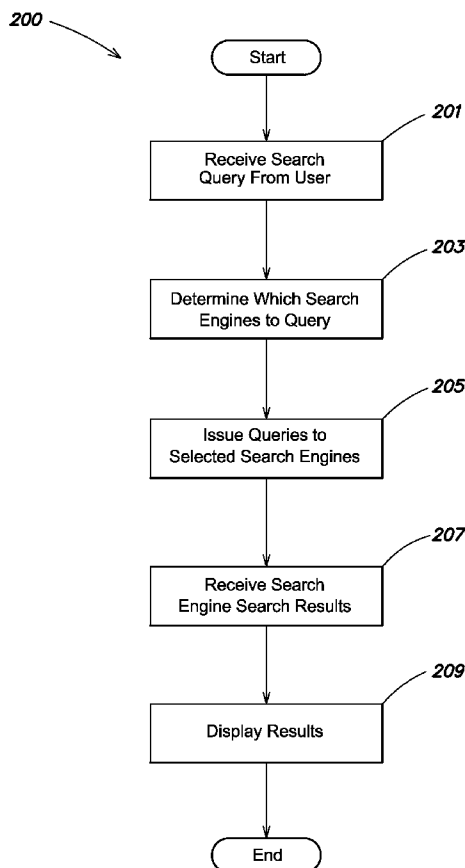 200
Start
201
Receive Search
Query From User
203
Determine Which Search
Engines to Query
205
Issue Queries to
Selected Search Engines
207
Receive Search
Engine Search Results
209
Display Results
End